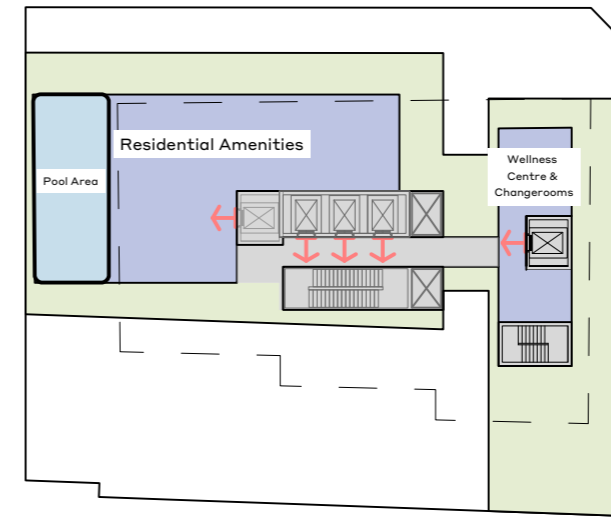 Residential Amenities
Pool Area
Wellness
Centre &
Changerooms